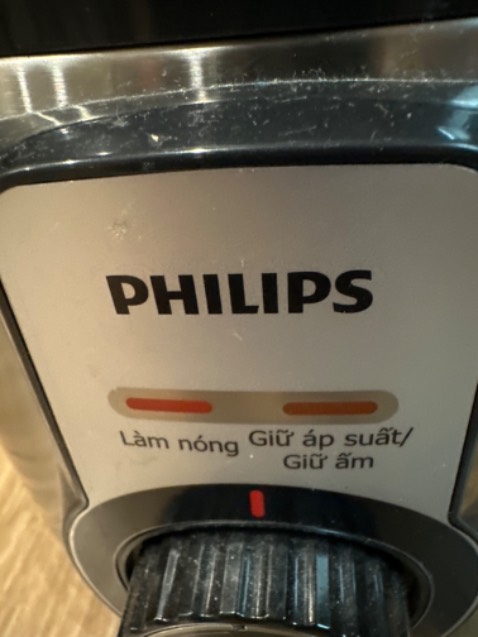 PHILIPS
Làm nóng Giữ áp suất/
Giữ ấm